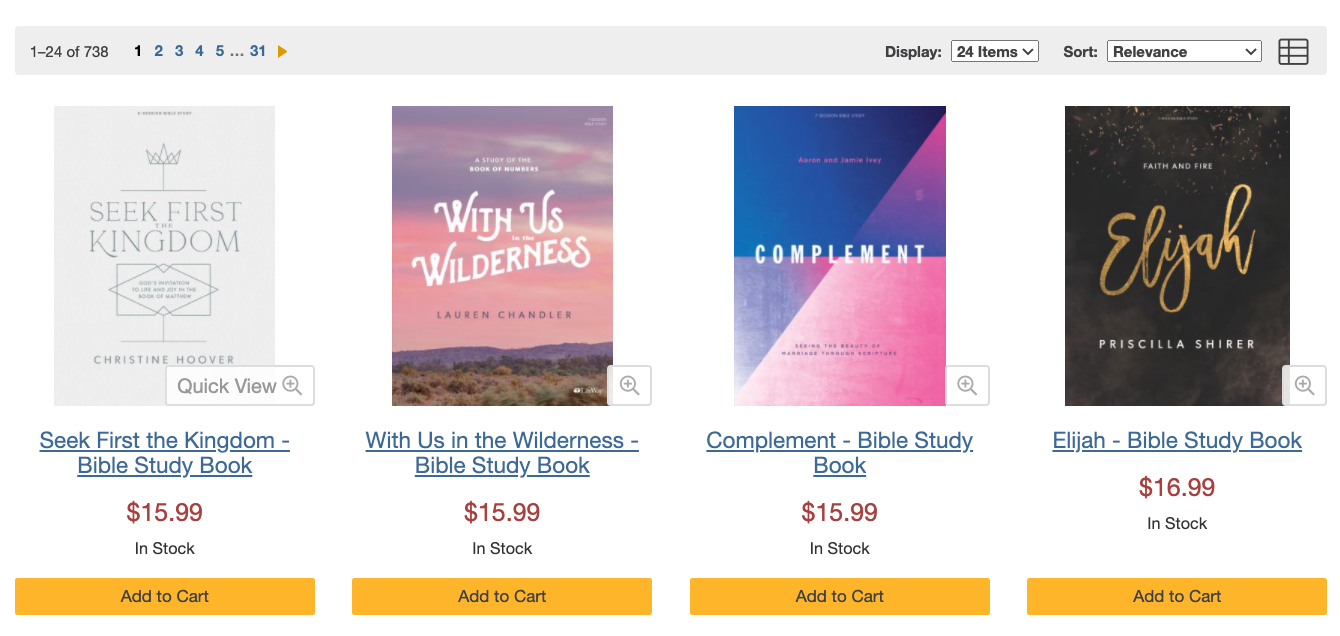 1–24 of 738 1 2 3 4 5 ... 31
Display: 24 Items Sort: Relevance
SEEK FIRST
THE
KINGDOM
GOD'S INVITATION
TO LIFE AND JOY IN THE
BOOK OF MATTHEW
CHRISTINE HOOVER
Quick View
A STUDY OF THE
BOOK OF NUMBERS
With Us
in the
Wilderness
LAUREN CHANDLER
LifeWay
7-SESSION BIBLE STUDY
Aaron and Jamie Ivey
COMPLEMENT
SEEING THE BEAUTY OF
MARRIAGE THROUGH SCRIPTURE
FAITH AND FIRE
Elijah
PRISCILLA SHIRER
Seek First the Kingdom -
Bible Study Book
$15.99
In Stock
Add to Cart
With Us in the Wilderness -
Bible Study Book
$15.99
In Stock
Add to Cart
Complement - Bible Study
Book
$15.99
In Stock
Add to Cart
Elijah - Bible Study Book
$16.99
In Stock
Add to Cart